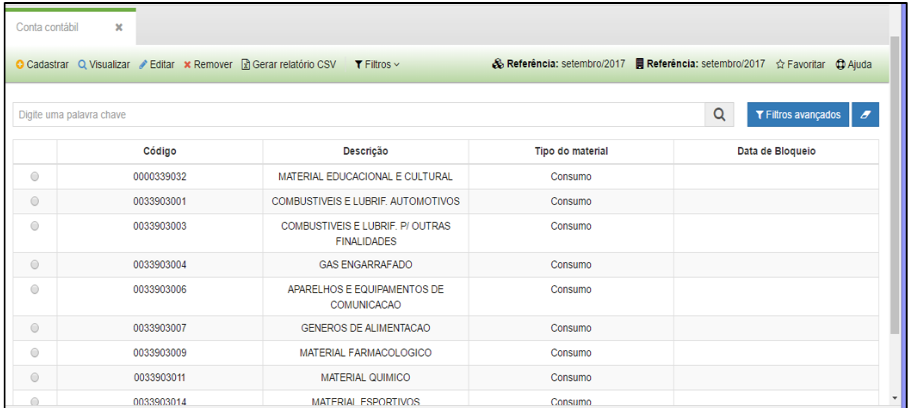 Conta contábil ×
Cadastrar Visualizar Editar Remover Gerar relatório CSV Filtros Referência: setembro/2017 Referência: setembro/2017 Favoritar Ajuda
Digite uma palavra chave Filtros avançados
Código Descrição Tipo do material Data de Bloqueio
0000339032 MATERIAL EDUCACIONAL E CULTURAL Consumo
0033903001 COMBUSTIVEIS E LUBRIF. AUTOMOTIVOS Consumo
0033903003 COMBUSTIVEIS E LUBRIF. P/ OUTRAS Consumo
FINALIDADES
0033903004 GAS ENGARRAFADO Consumo
0033903006 APARELHOS E EQUIPAMENTOS DE Consumo
COMUNICACAO
0033903007 GENEROS DE ALIMENTACAO Consumo
0033903009 MATERIAL FARMACOLOGICO Consumo
0033903011 MATERIAL QUIMICO Consumo
0033903014 MATERIAL ESPORTIVOS Consumo